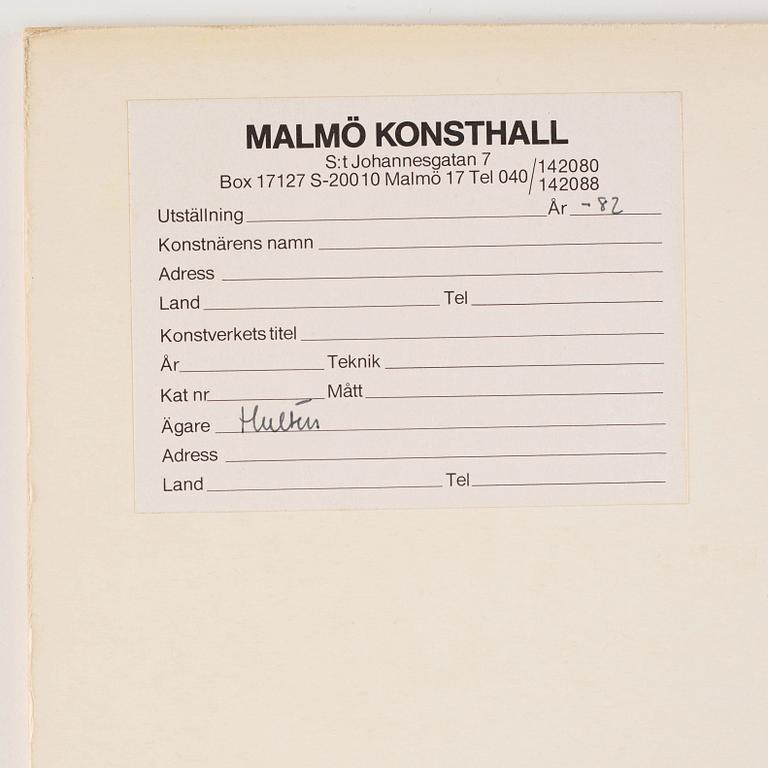 MALMÖ KONSTHALL
S:t Johannesgatan 7
Box 17127 S-200 10 Malmö 17 Tel 040/142080
142088
Utställning År -82
Konstnärens namn
Adress
Land Tel
Konstverkets titel
År Teknik
Kat nr Mått
Ägare Hultén
Adress
Land Tel